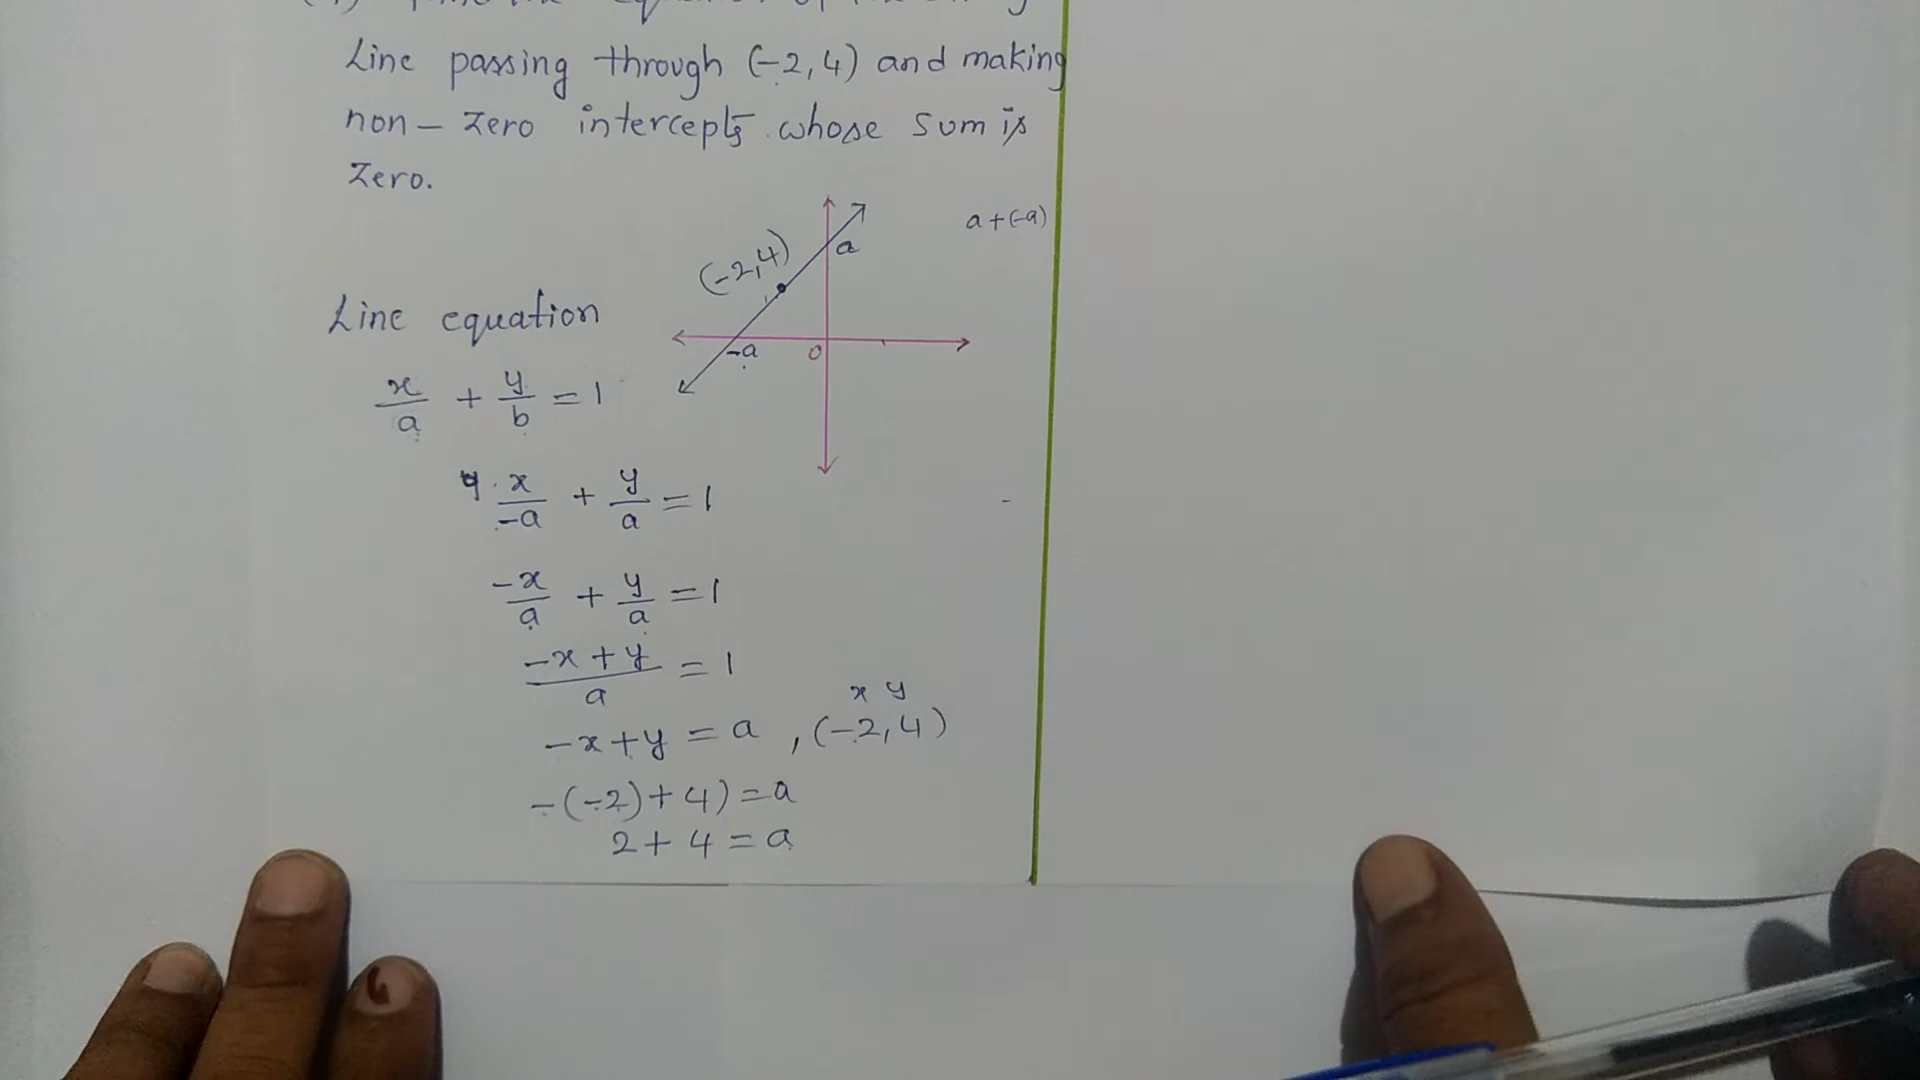 Line passing through (-2,4) and making
non-zero intercepts whose sum is
zero.
a+(-a)
(-2,4)
a
-a
0
Line equation
x/a + y/b = 1
x/-a + y/a = 1
-x/a + y/a = 1
-x+y/a = 1
x y
-x+y = a , (-2,4)
-(-2)+4)=a
2+4=a